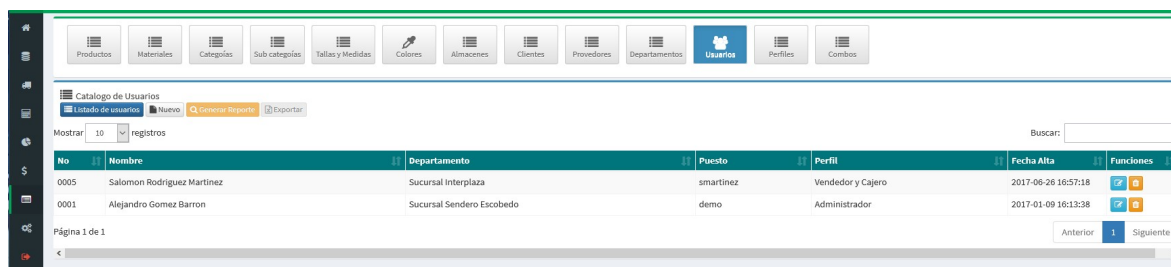 Productos Materiales Categoías Sub categoías Tallas y Medidas Colores Almacenes Clientes Provedores Departamentos Usuarios Perfiles Combos
Catalogo de Usuarios
Listado de usuarios Nuevo Generar Reporte Exportar
Mostrar 10 registros Buscar:
No Nombre Departamento Puesto Perfil Fecha Alta Funciones
0005 Salomon Rodriguez Martinez Sucursal Interplaza smartinez Vendedor y Cajero 2017-06-26 16:57:18
0001 Alejandro Gomez Barron Sucursal Sendero Escobedo demo Administrador 2017-01-09 16:13:38
Página 1 de 1 Anterior 1 Siguiente